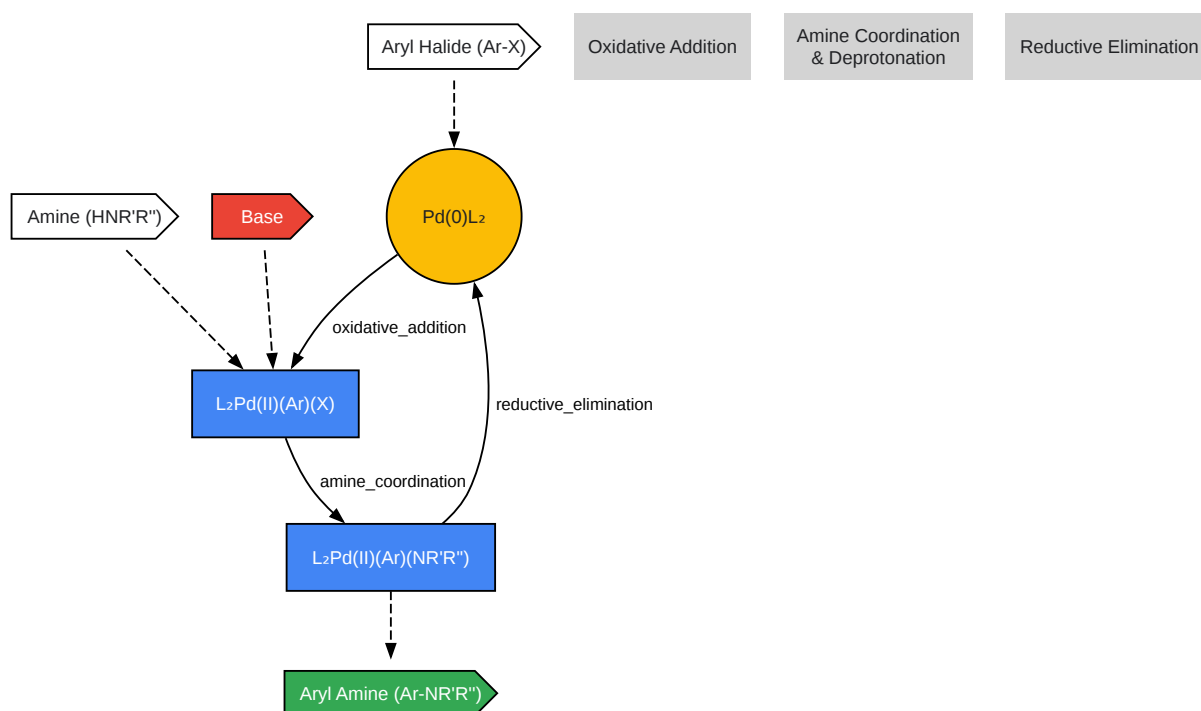 Aryl Halide (Ar-X)
Oxidative Addition
Amine Coordination
& Deprotonation
Reductive Elimination
Amine (HNR'R")
Base
Pd(0)L₂
oxidative_addition
L₂Pd(II)(Ar)(X)
reductive_elimination
amine_coordination
L₂Pd(II)(Ar)(NR'R")
Aryl Amine (Ar-NR'R")